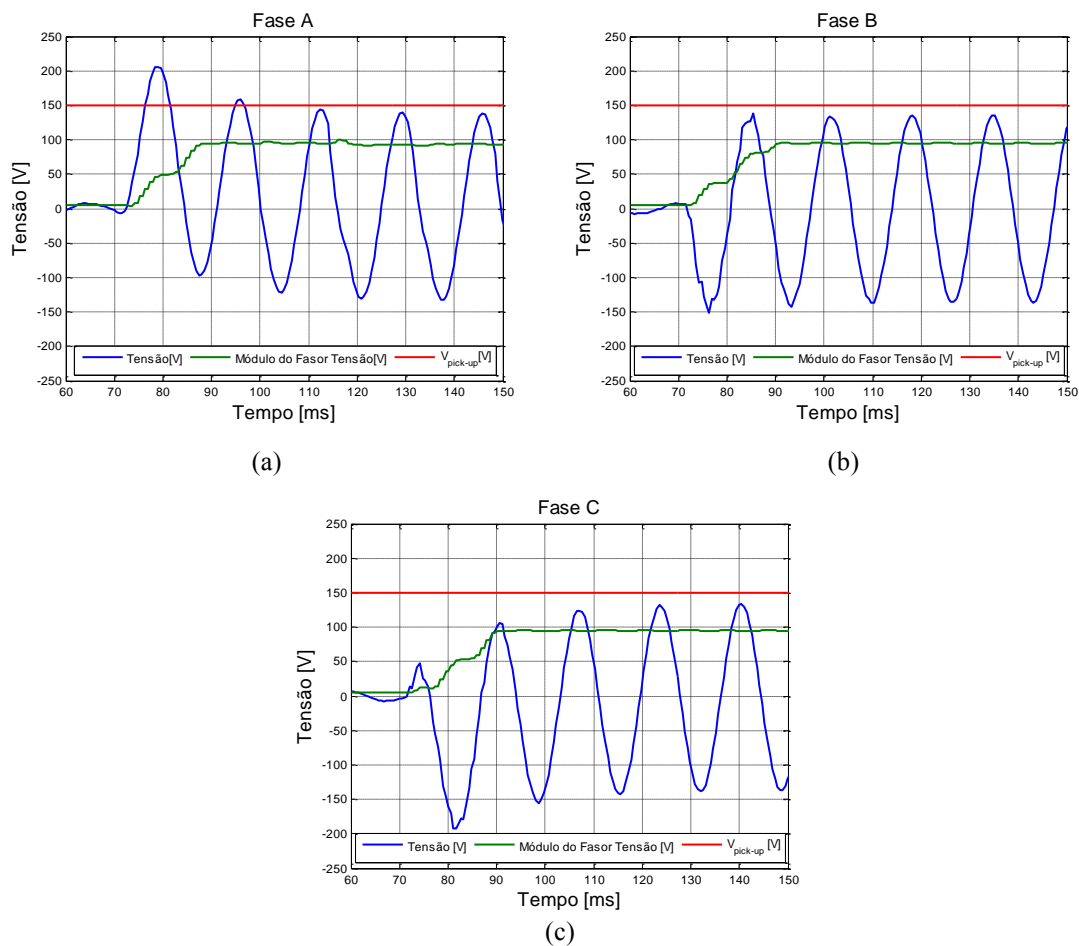 Fase A
250
200
150
100
50
0
-50
-100
-150
-200
-250
Tensão [V]
Tensão[V] Módulo do Fasor Tensão[V] Vpick-up[V]
60 70 80 90 100 110 120 130 140 150
Tempo [ms]
(a)
Fase B
250
200
150
100
50
0
-50
-100
-150
-200
-250
Tensão [V]
Tensão [V] Módulo do Fasor Tensão [V] Vpick-up [V]
60 70 80 90 100 110 120 130 140 150
Tempo [ms]
(b)
Fase C
250
200
150
100
50
0
-50
-100
-150
-200
-250
Tensão [V]
Tensão [V] Módulo do Fasor Tensão [V] Vpick-up [V]
60 70 80 90 100 110 120 130 140 150
Tempo [ms]
(c)